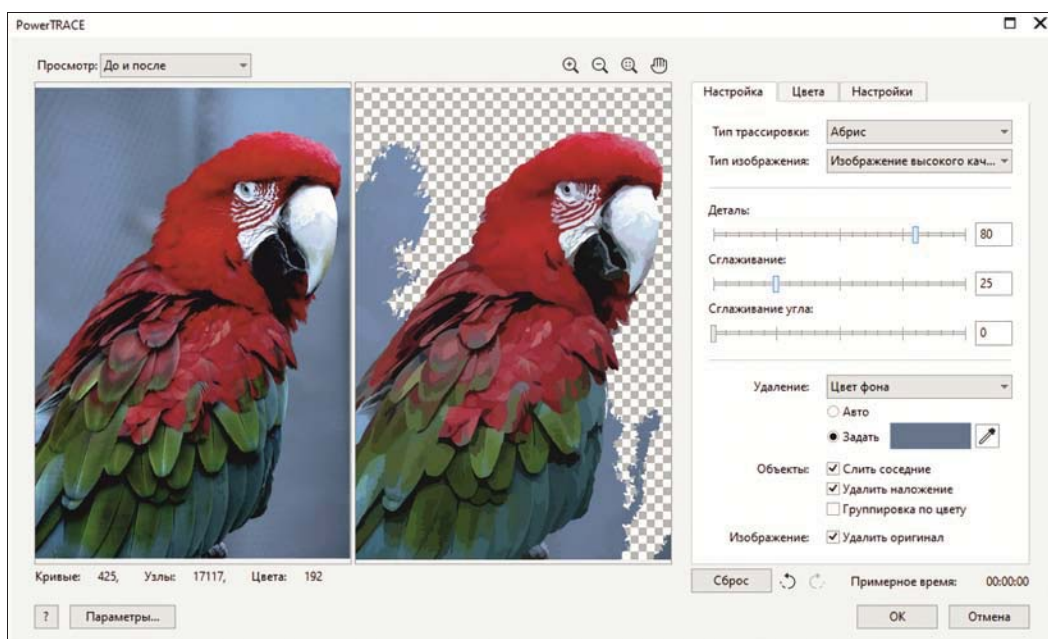 PowerTRACE
Просмотр: До и после
Настройка Цвета Настройки
Тип трассировки: Абрис
Тип изображения: Изображение высокого кач...
Деталь:
80
Сглаживание:
25
Сглаживание угла:
0
Удаление: Цвет фона
Авто
Задать
Объекты: Слить соседние
Удалить наложение
Группировка по цвету
Изображение: Удалить оригинал
Кривые: 425, Узлы: 17117, Цвета: 192
Сброс Примерное время: 00:00:00
? Параметры... ОК Отмена